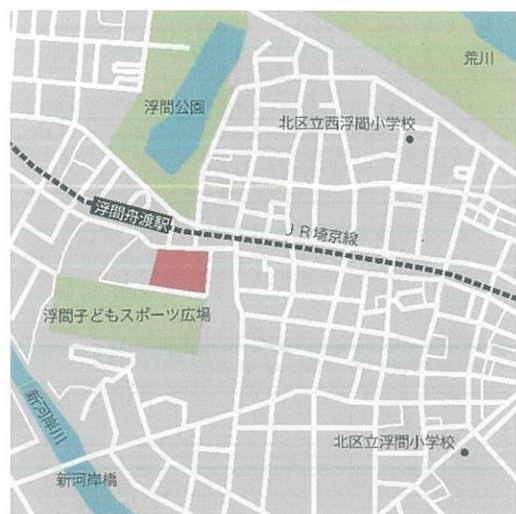 荒川
浮間公園
北区立西浮間小学校
浮間舟渡駅
JR埼京線
浮間子どもスポーツ広場
新河岸川
北区立浮間小学校
新河岸橋